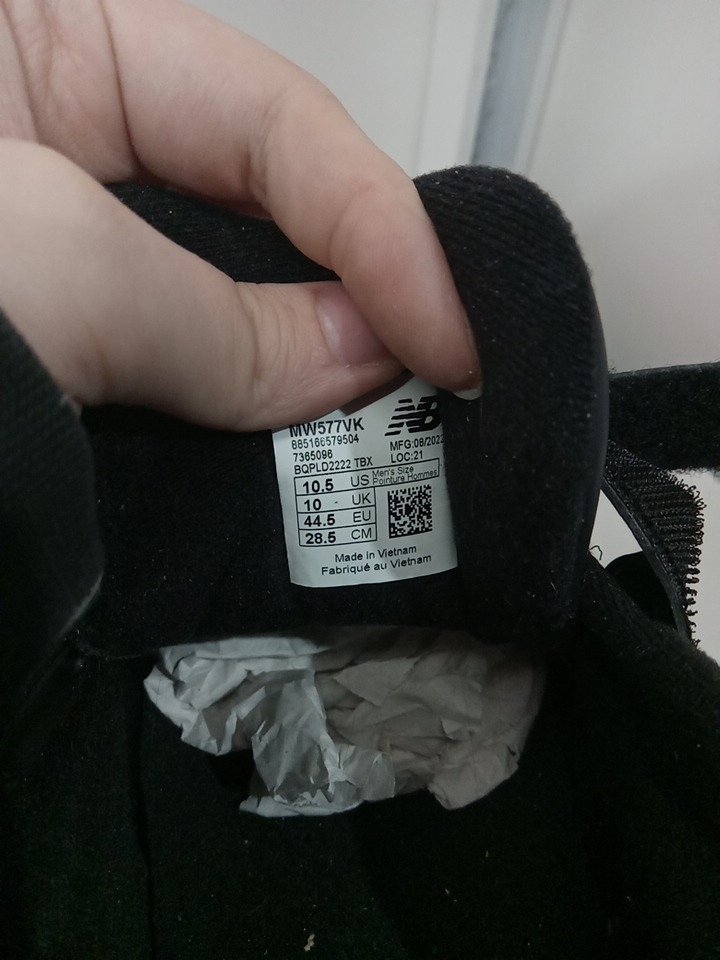 MW577VK
885166579504
7365096
BQPLD2222 TBX
NB
MFG:08/2022
LOC:21
10.5 US Men's Size
Pointure Hommes
10 - UK
44.5 EU
28.5 CM
Made in Vietnam
Fabriqué au Vietnam